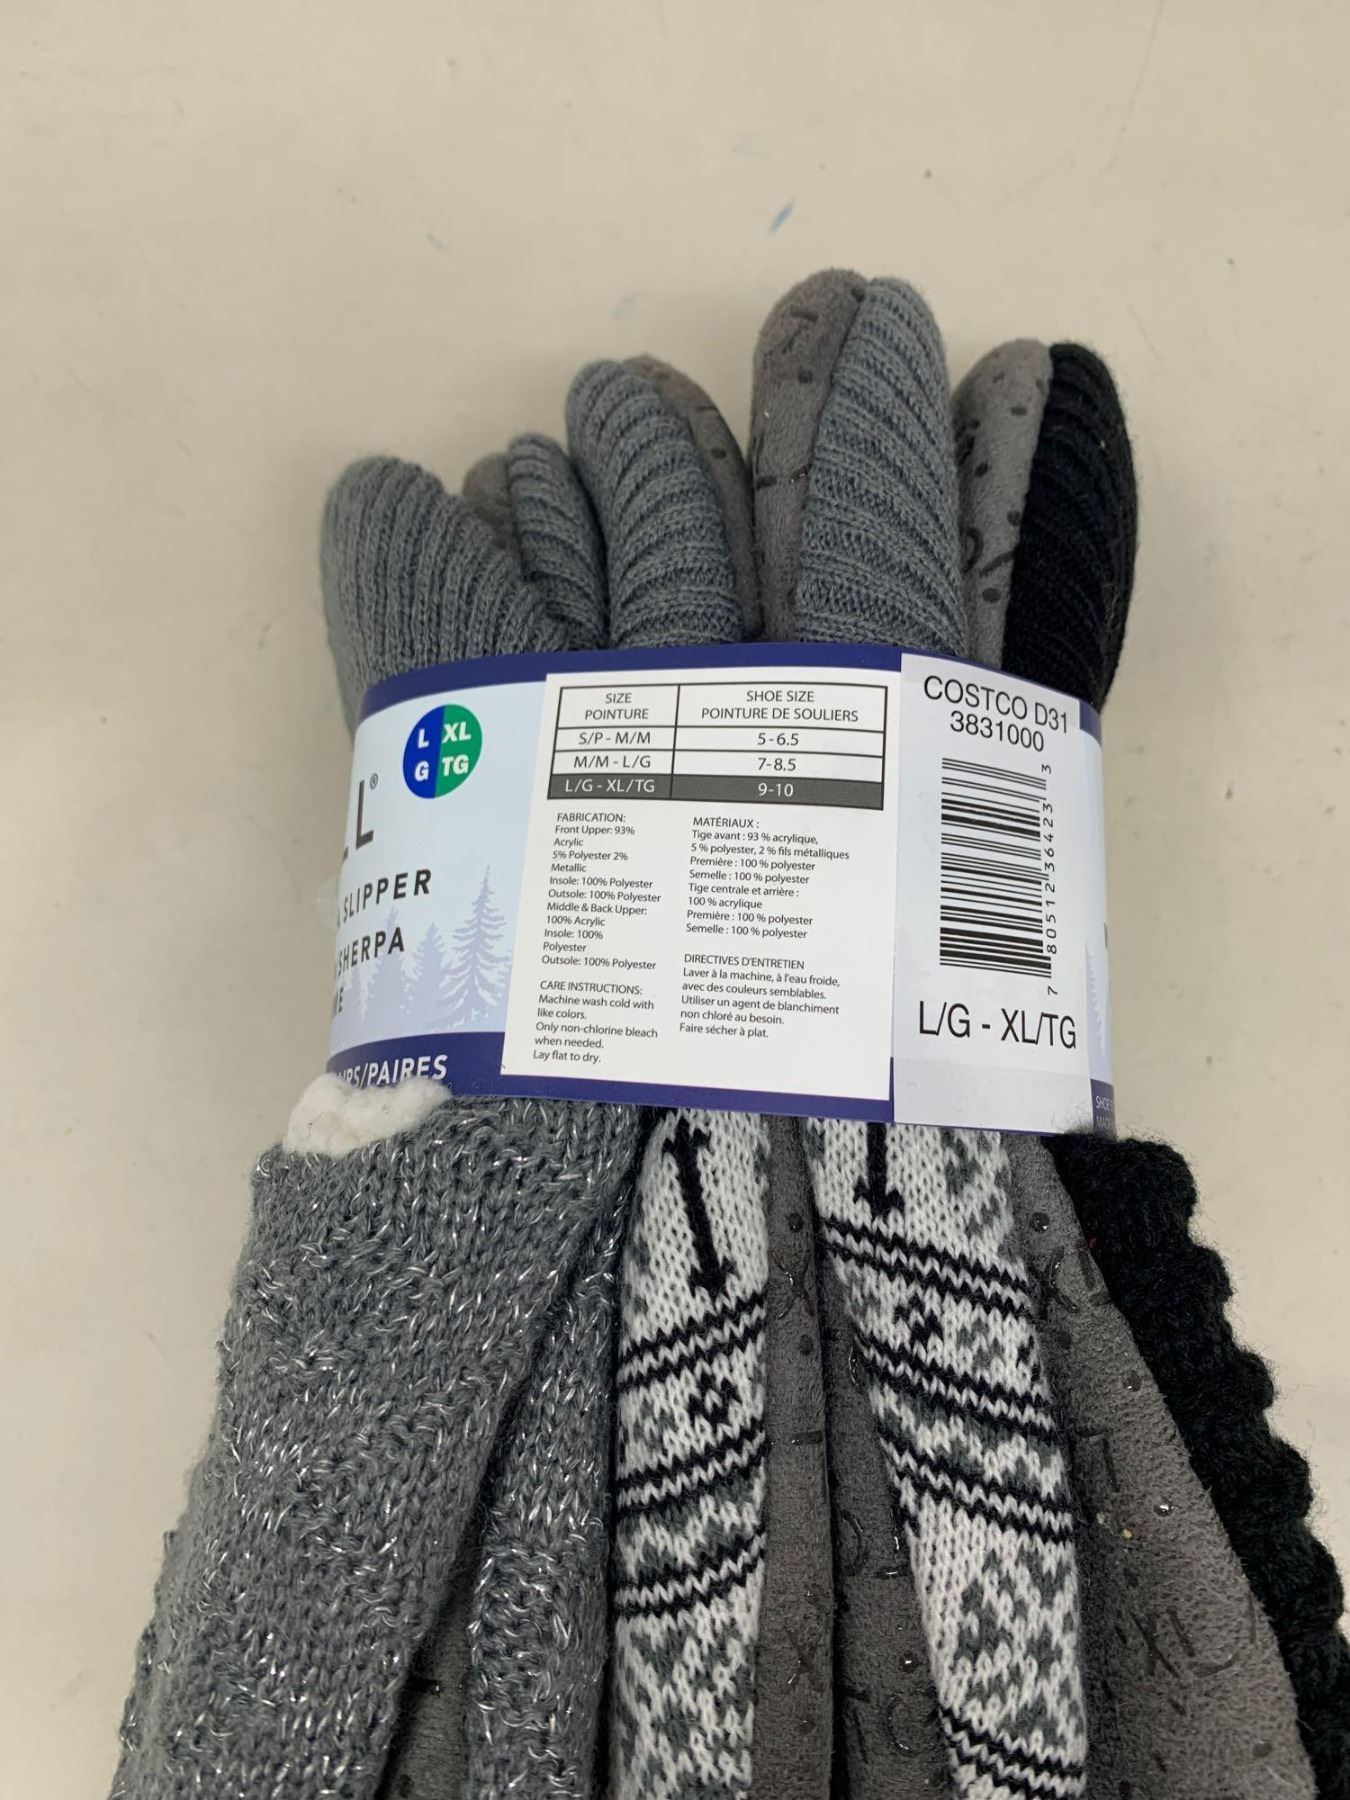 L XL
G TG
L®
SLIPPER
SHERPA
/PAIRES
SIZE
POINTURE
SHOE SIZE
POINTURE DE SOULIERS
S/P - M/M 5-6.5
M/M - L/G 7-8.5
L/G - XL/TG 9-10
FABRICATION:
Front Upper: 93%
Acrylic
5% Polyester 2%
Metallic
Insole: 100% Polyester
Outsole: 100% Polyester
Middle & Back Upper:
100% Acrylic
Insole: 100%
Polyester
Outsole: 100% Polyester
CARE INSTRUCTIONS:
Machine wash cold with
like colors.
Only non-chlorine bleach
when needed.
Lay flat to dry.
MATÉRIAUX :
Tige avant : 93 % acrylique,
5 % polyester, 2 % fils métalliques
Première : 100 % polyester
Semelle : 100 % polyester
Tige centrale et arrière :
100 % acrylique
Première : 100 % polyester
Semelle : 100 % polyester
DIRECTIVES D'ENTRETIEN
Laver à la machine, à l'eau froide,
avec des couleurs semblables.
Utiliser un agent de blanchiment
non chloré au besoin.
Faire sécher à plat.
COSTCO D31
3831000
7 80512 36423 3
L/G - XL/TG
SHOE
XL